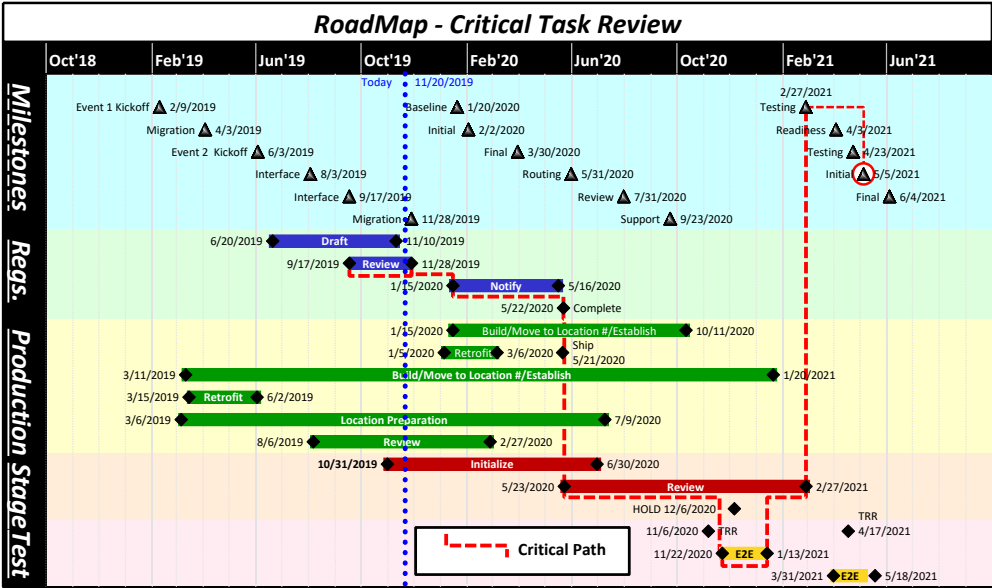 RoadMap - Critical Task Review
Oct'18 Feb'19 Jun'19 Oct'19 Feb'20 Jun'20 Oct'20 Feb'21 Jun'21
Today 11/20/2019
2/27/2021
Milestones
Event 1 Kickoff 2/9/2019 Baseline 1/20/2020 Testing
Migration 4/3/2019 Initial 2/2/2020 Readiness 4/3/2021
Event 2 Kickoff 6/3/2019 Final 3/30/2020 Testing 4/23/2021
Interface 8/3/2019 Routing 5/31/2020 Initial 5/5/2021
Interface 9/17/2019 Review 7/31/2020 Final 6/4/2021
Migration 11/28/2019 Support 9/23/2020
Regs.
6/20/2019 Draft 11/10/2019
9/17/2019 Review 11/28/2019
1/15/2020 Notify 5/16/2020
5/22/2020 Complete
Production Stage
1/15/2020 Build/Move to Location #/Establish 10/11/2020
1/5/2020 Retrofit 3/6/2020 Ship
5/21/2020
3/11/2019 Build/Move to Location #/Establish 1/20/2021
3/15/2019 Retrofit 6/2/2019
3/6/2019 Location Preparation 7/9/2020
8/6/2019 Review 2/27/2020
10/31/2019 Initialize 6/30/2020
5/23/2020 Review 2/27/2021
HOLD 12/6/2020
Test
TRR
11/6/2020 TRR 4/17/2021
11/22/2020 E2E 1/13/2021
3/31/2021 E2E 5/18/2021
Critical Path